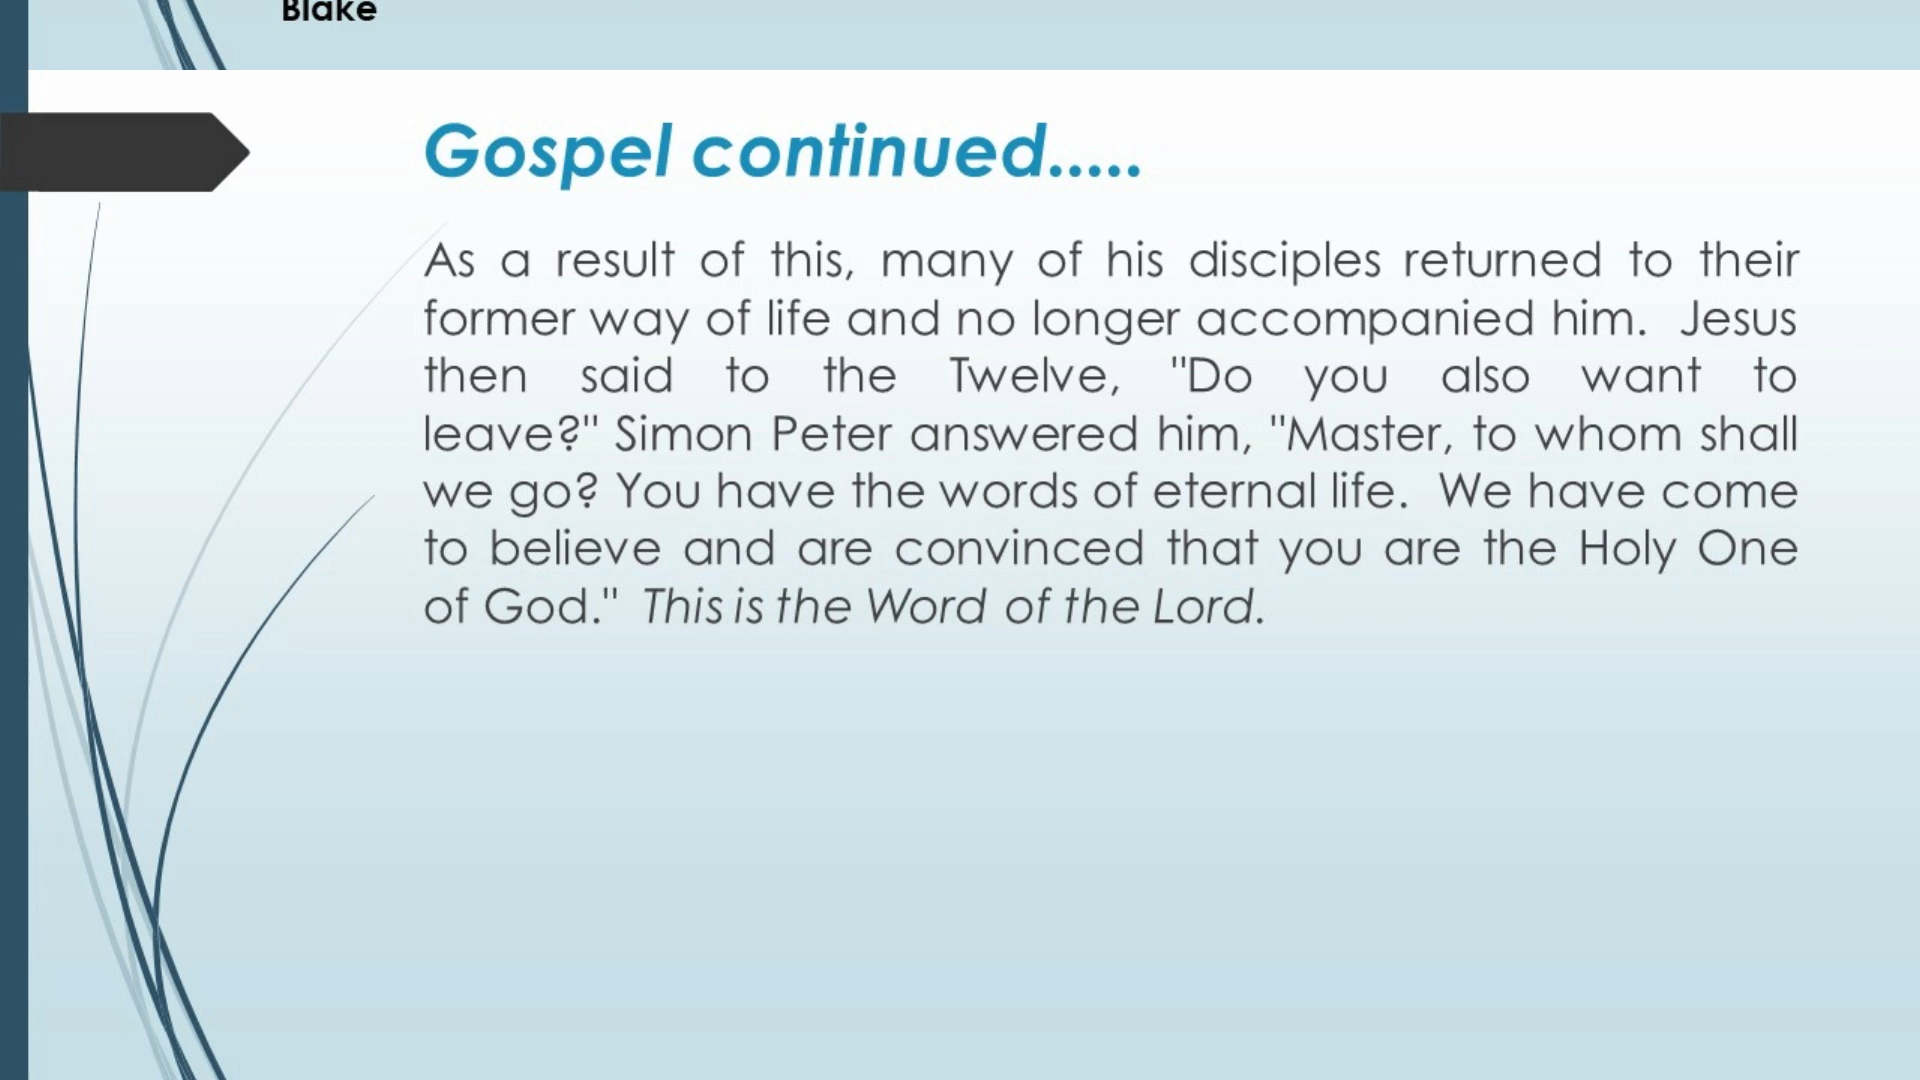 Blake
Gospel continued.....
As a result of this, many of his disciples returned to their
former way of life and no longer accompanied him.  Jesus
then said to the Twelve, "Do you also want to
leave?" Simon Peter answered him, "Master, to whom shall
we go? You have the words of eternal life.  We have come
to believe and are convinced that you are the Holy One
of God."  This is the Word of the Lord.